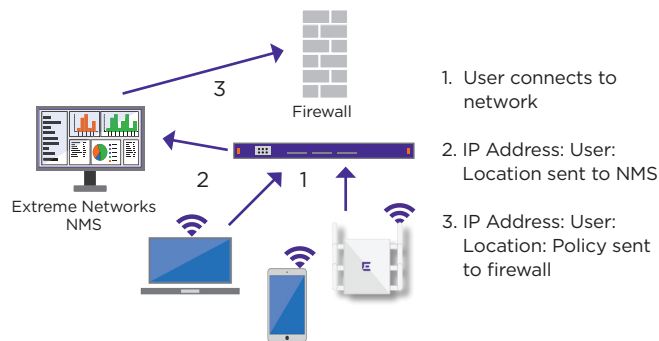 3
Firewall
1. User connects to
network
2. IP Address: User:
Location sent to NMS
3. IP Address: User:
Location: Policy sent
to firewall
2
1
Extreme Networks
NMS
E